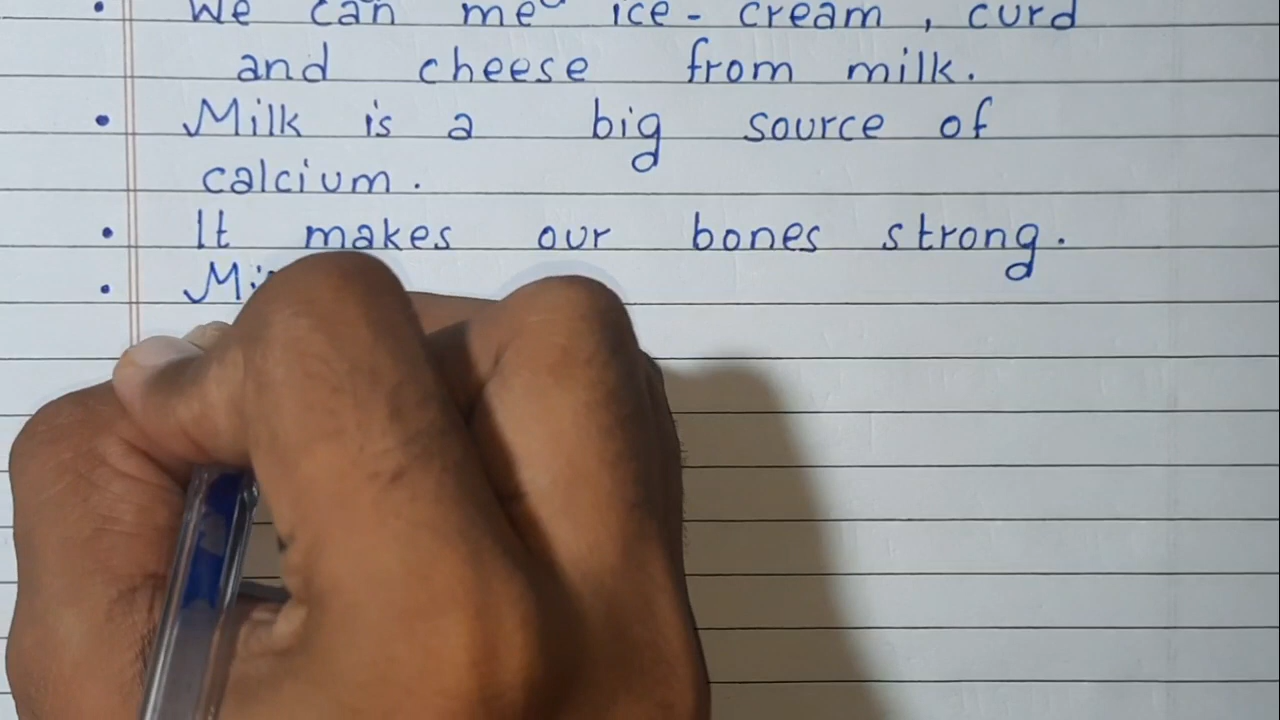 • We can me ice-cream, curd
and cheese from milk.
• Milk is a big source of
calcium.
• It makes our bones strong.
•